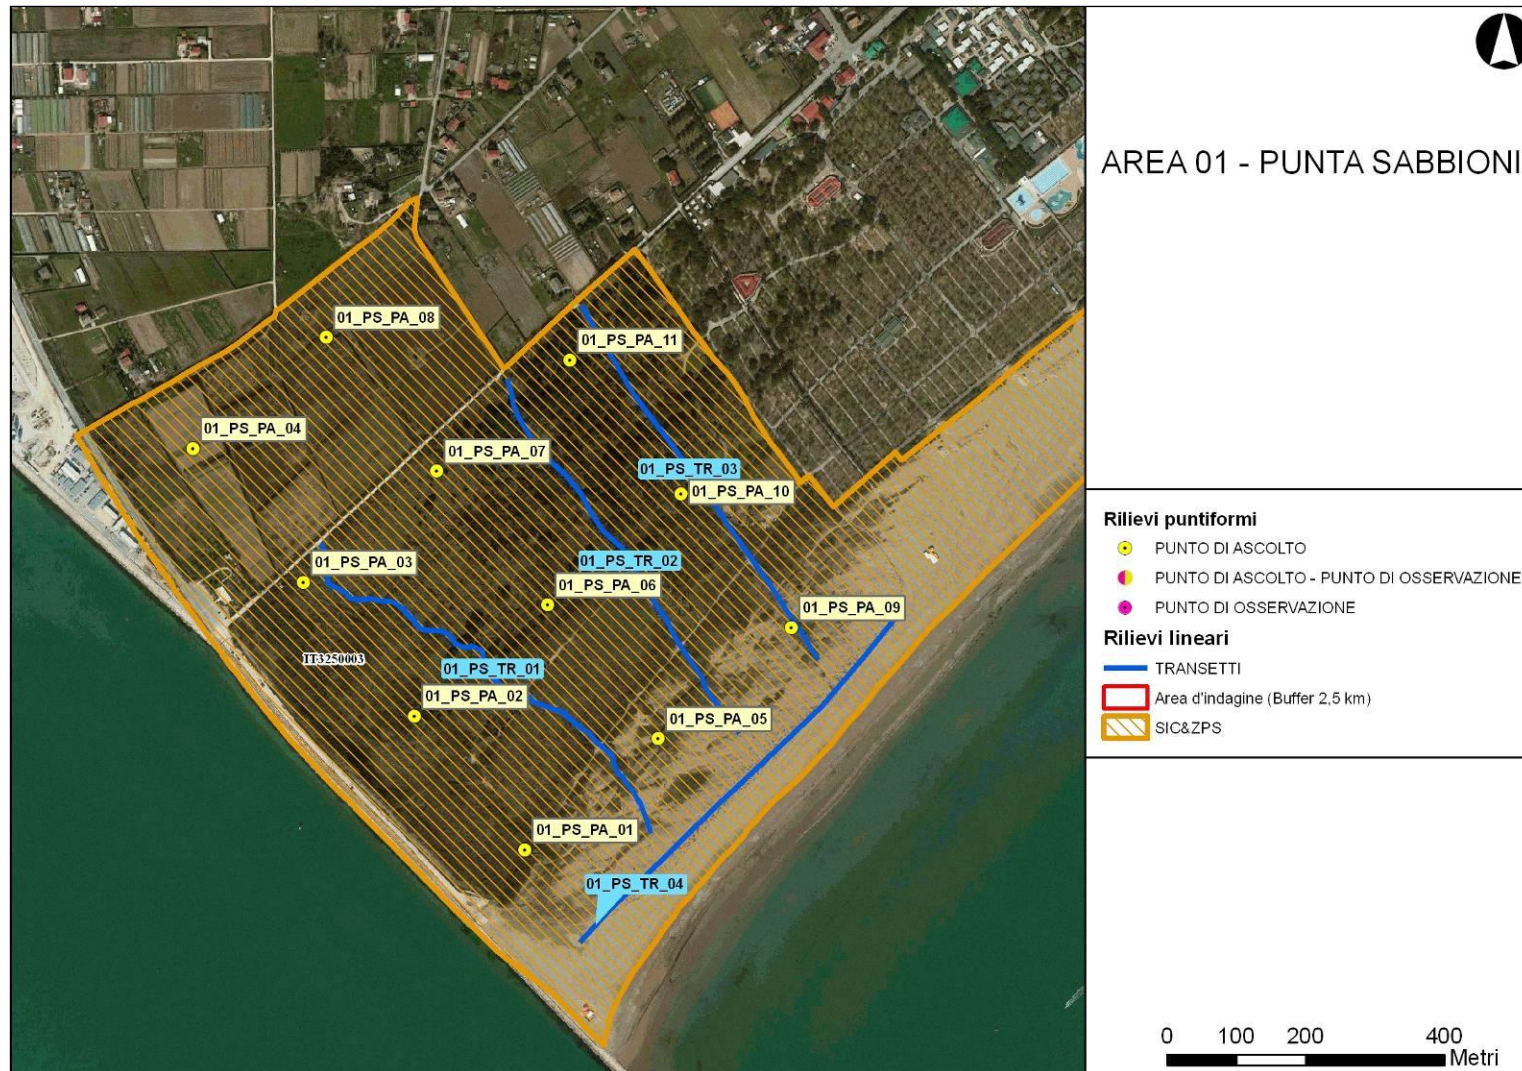 AREA 01 - PUNTA SABBIONI
01_PS_PA_08
01_PS_PA_11
01_PS_PA_04
01_PS_PA_07
01_PS_TR_03
01_PS_PA_10
01_PS_PA_03
01_PS_TR_02
01_PS_PA_06
01_PS_PA_09
IT3250003
01_PS_TR_01
01_PS_PA_02
01_PS_PA_05
01_PS_PA_01
01_PS_TR_04
Rilievi puntiformi
PUNTO DI ASCOLTO
PUNTO DI ASCOLTO - PUNTO DI OSSERVAZIONE
PUNTO DI OSSERVAZIONE
Rilievi lineari
TRANSETTI
Area d'indagine (Buffer 2,5 km)
SIC&ZPS
0 100 200 400
Metri